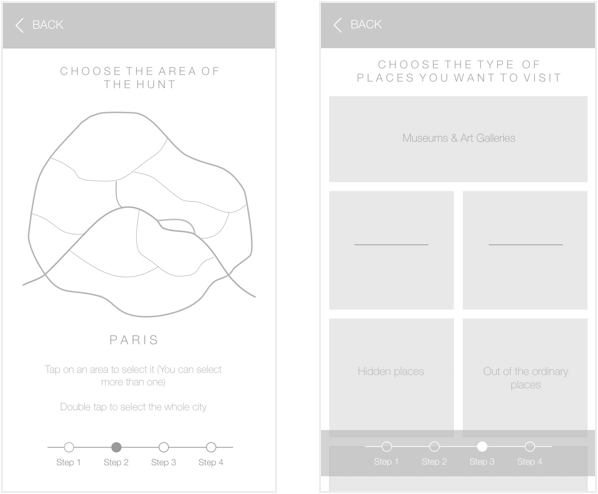 BACK
CHOOSE THE AREA OF
THE HUNT
PARIS
Tap on an area to select it (You can select
more than one)
Double tap to select the whole city
Step 1 Step 2 Step 3 Step 4
BACK
CHOOSE THE TYPE OF
PLACES YOU WANT TO VISIT
Museums & Art Galleries
Hidden places
Out of the ordinary
places
Step 1 Step 2 Step 3 Step 4